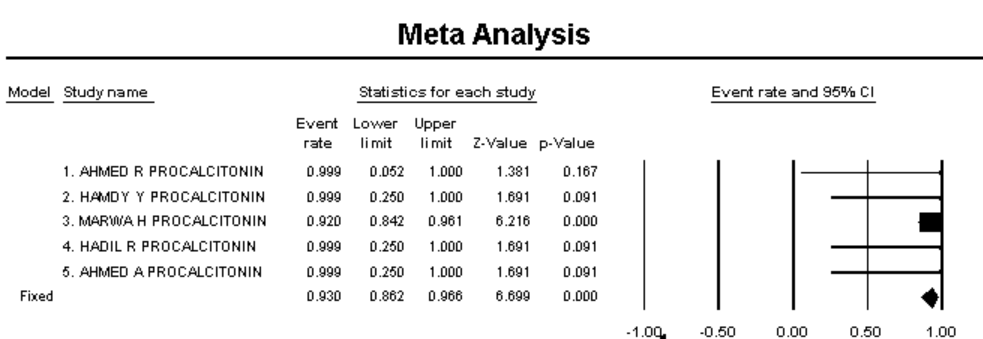 Meta Analysis
Model Study name Statistics for each study Event rate and 95% CI
Event Lower Upper
rate limit limit Z-Value p-Value
1. AHMED R PROCALCITONIN 0.999 0.052 1.000 1.381 0.167
2. HAMDY Y PROCALCITONIN 0.999 0.250 1.000 1.691 0.091
3. MARWA H PROCALCITONIN 0.920 0.842 0.961 6.216 0.000
4. HADIL R PROCALCITONIN 0.999 0.250 1.000 1.691 0.091
5. AHMED A PROCALCITONIN 0.999 0.250 1.000 1.691 0.091
Fixed 0.930 0.862 0.966 6.699 0.000
-1.00 -0.50 0.00 0.50 1.00